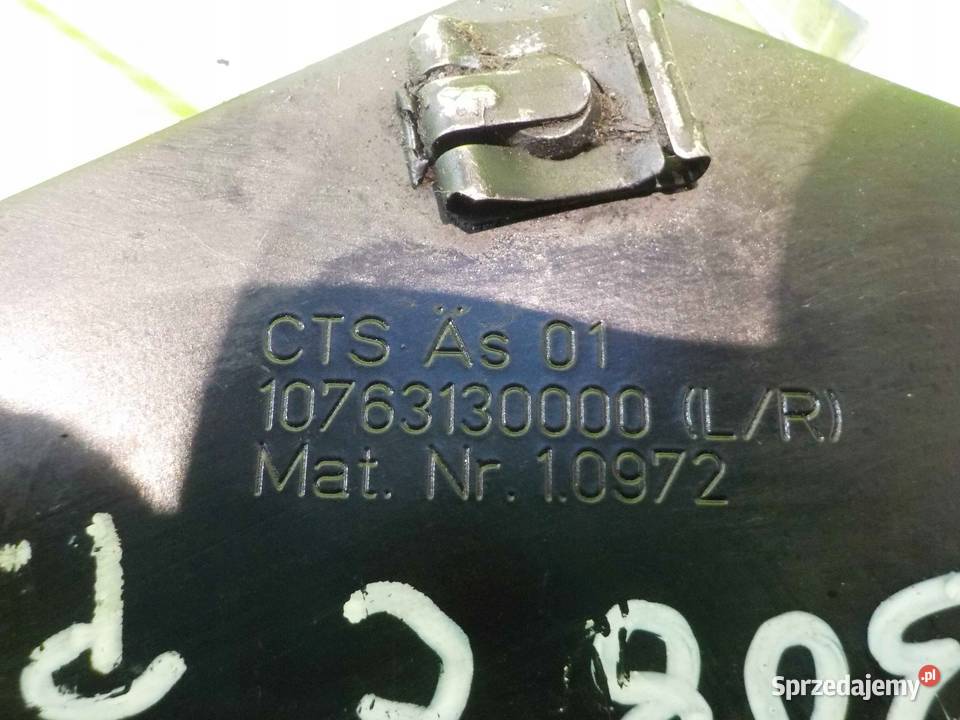 CTS Äs 01
10763130000 (L/R)
Mat. Nr. 1.0972
Sprzedajemy.pl